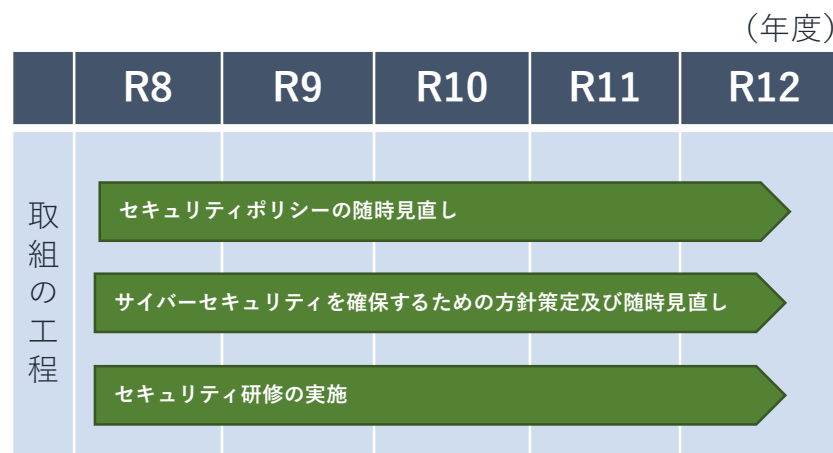 （年度）
R8 R9 R10 R11 R12
取組の工程
セキュリティポリシーの随時見直し
サイバーセキュリティを確保するための方針策定及び随時見直し
セキュリティ研修の実施